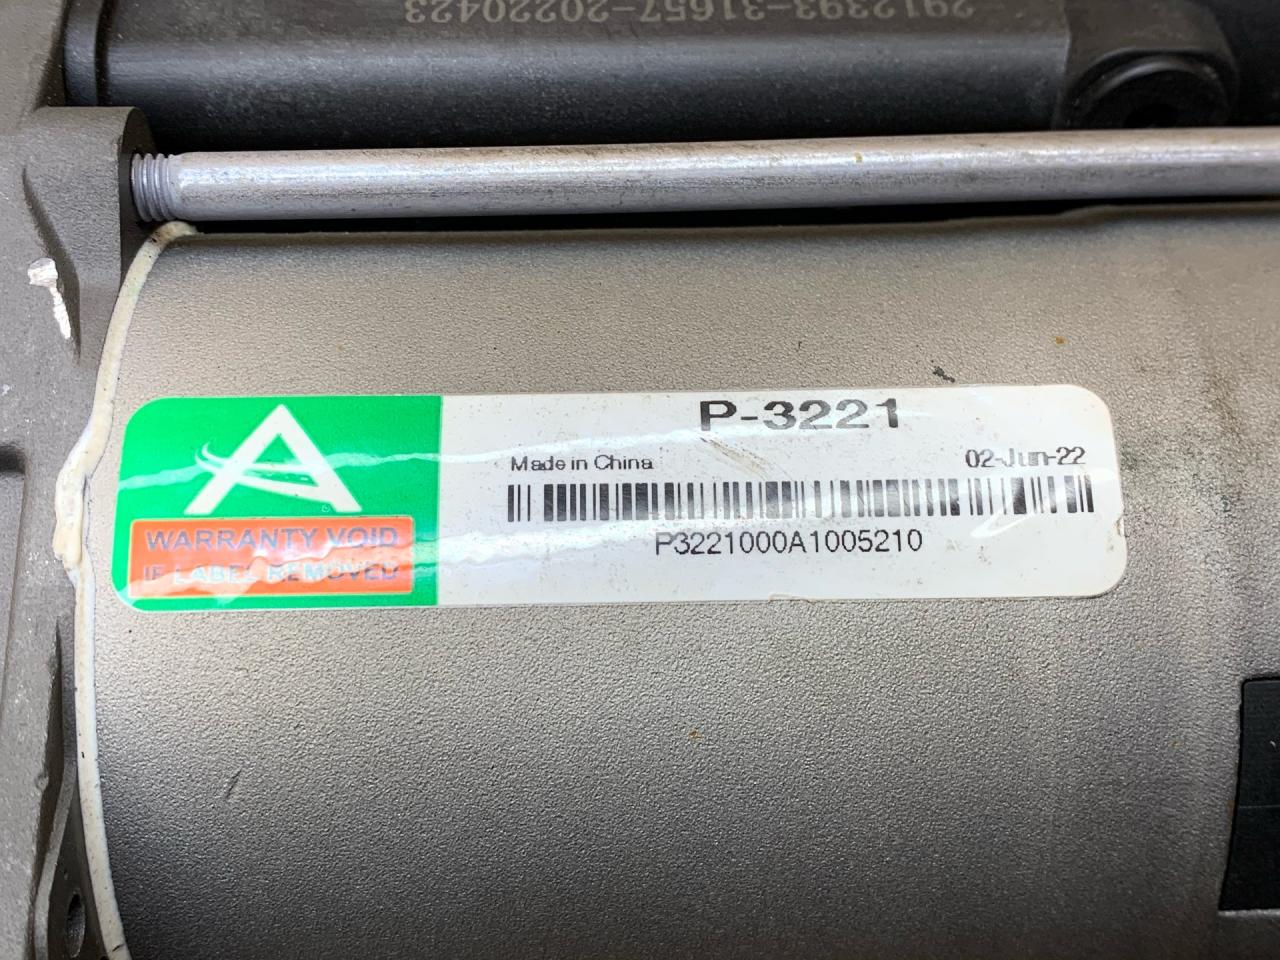 2912393-31657-20220423
P-3221
Made in China
02-Jun-22
P3221000A1005210
A
WARRANTY VOID
IF LABEL REMOVED